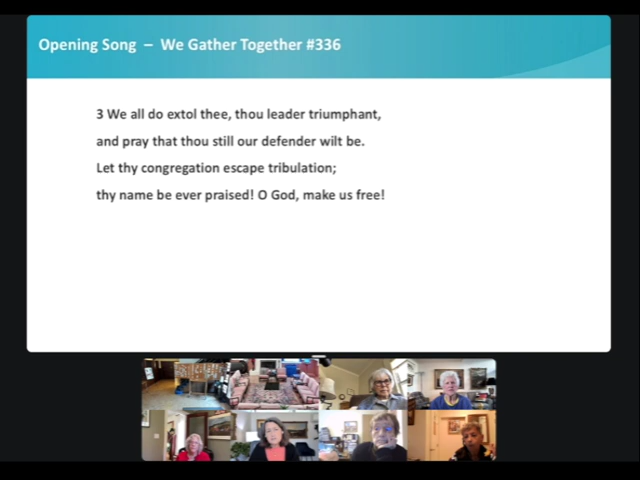 Opening Song – We Gather Together #336
3 We all do extol thee, thou leader triumphant,
and pray that thou still our defender wilt be.
Let thy congregation escape tribulation;
thy name be ever praised! O God, make us free!